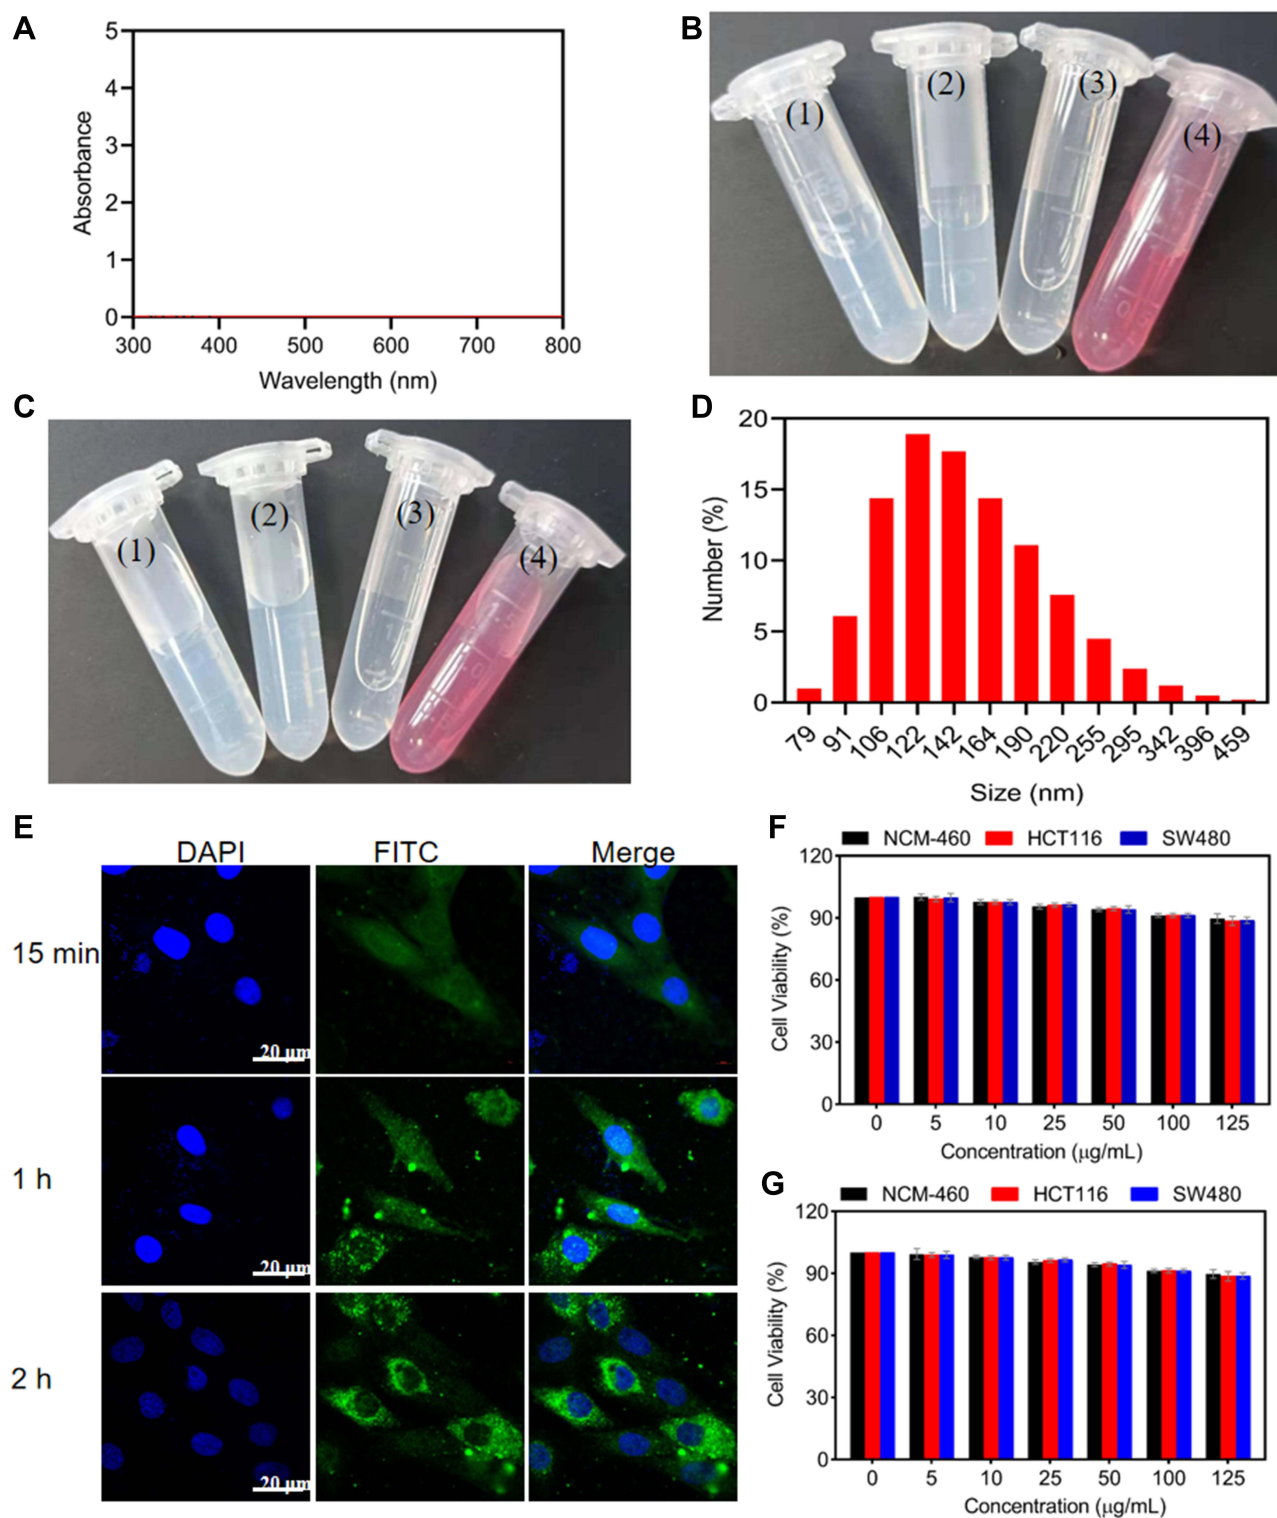 A
5
4
3
2
1
0
Absorbance
300 400 500 600 700 800
Wavelength (nm)
B
(1) (2) (3) (4)
C
(1) (2) (3) (4)
D
20
15
10
5
0
Number (%)
79 91 106 122 142 164 190 220 255 295 342 396 459
Size (nm)
E
DAPI FITC Merge
15 min
20 μm
1 h
20 μm
2 h
20 μm
F
NCM-460 HCT116 SW480
120
90
60
30
0
Cell Viability (%)
0 5 10 25 50 100 125
Concentration (μg/mL)
G
NCM-460 HCT116 SW480
120
90
60
30
0
Cell Viability (%)
0 5 10 25 50 100 125
Concentration (μg/mL)